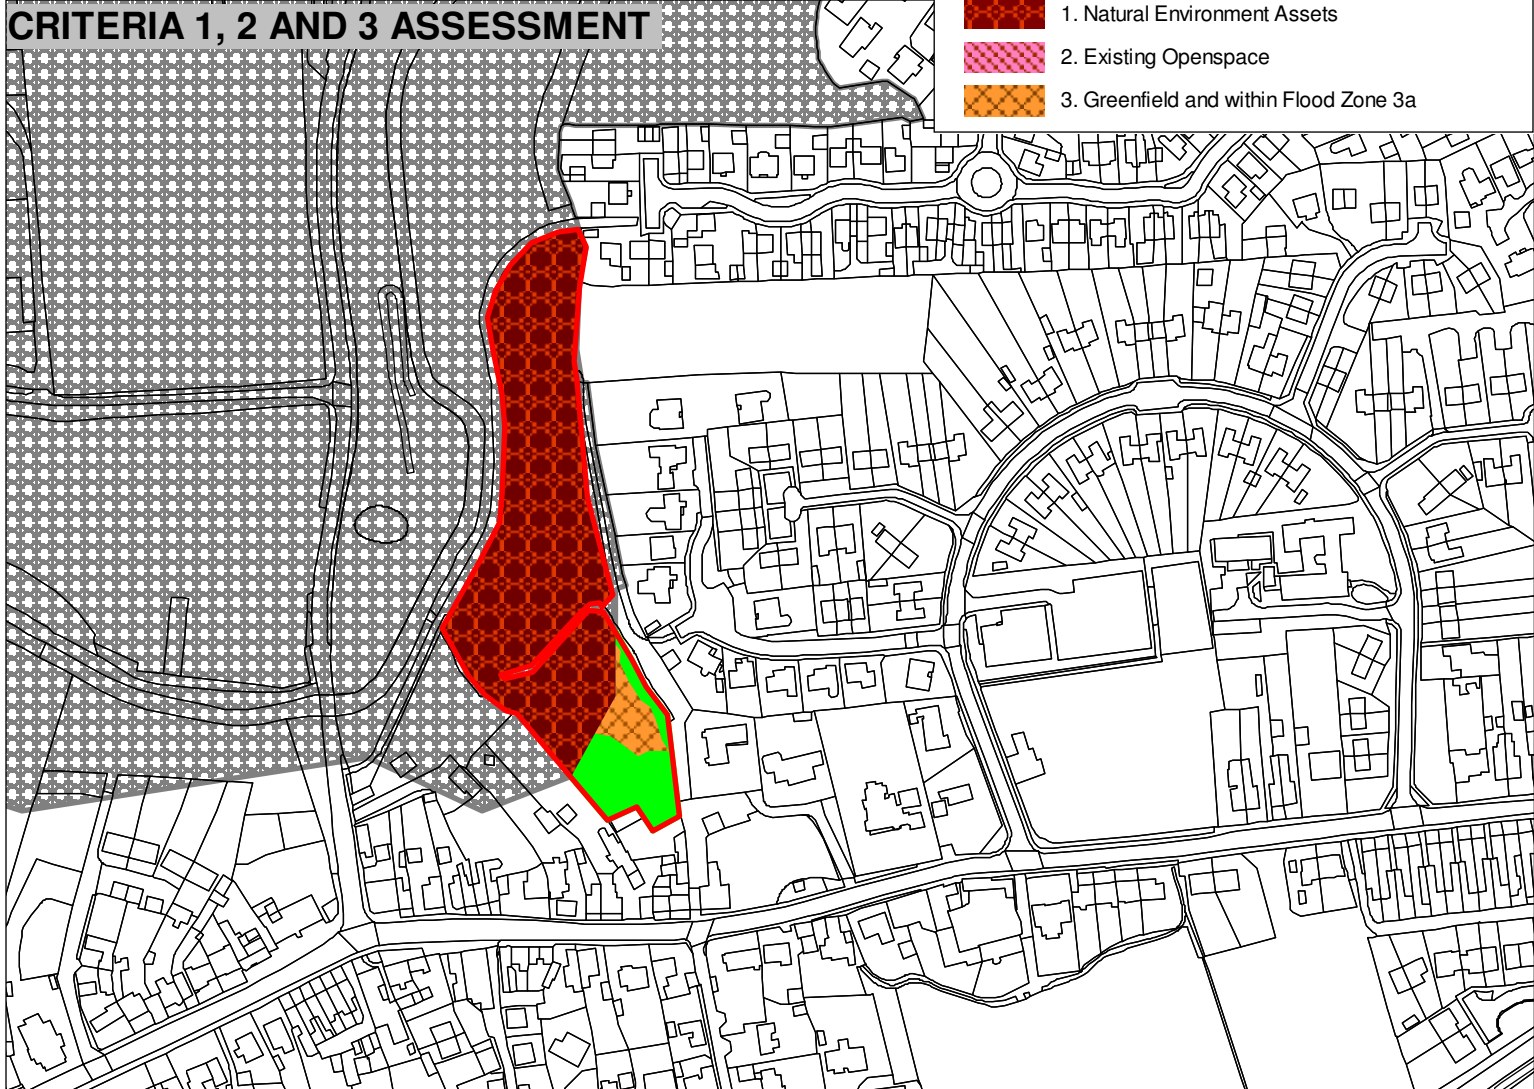 CRITERIA 1, 2 AND 3 ASSESSMENT
1. Natural Environment Assets
2. Existing Openspace
3. Greenfield and within Flood Zone 3a